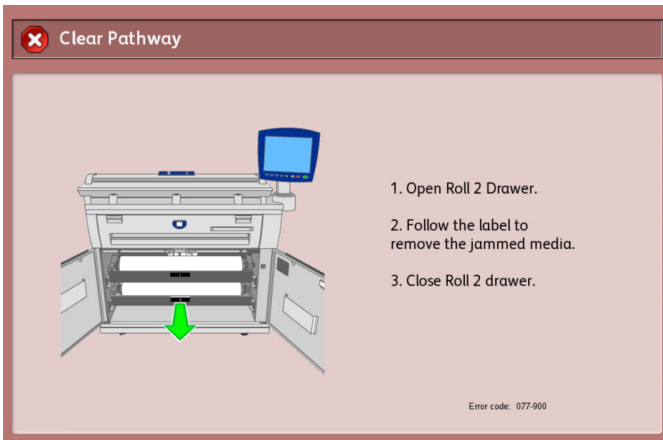 Clear Pathway
1. Open Roll 2 Drawer.
2. Follow the label to
remove the jammed media.
3. Close Roll 2 drawer.
Error code: 077-900